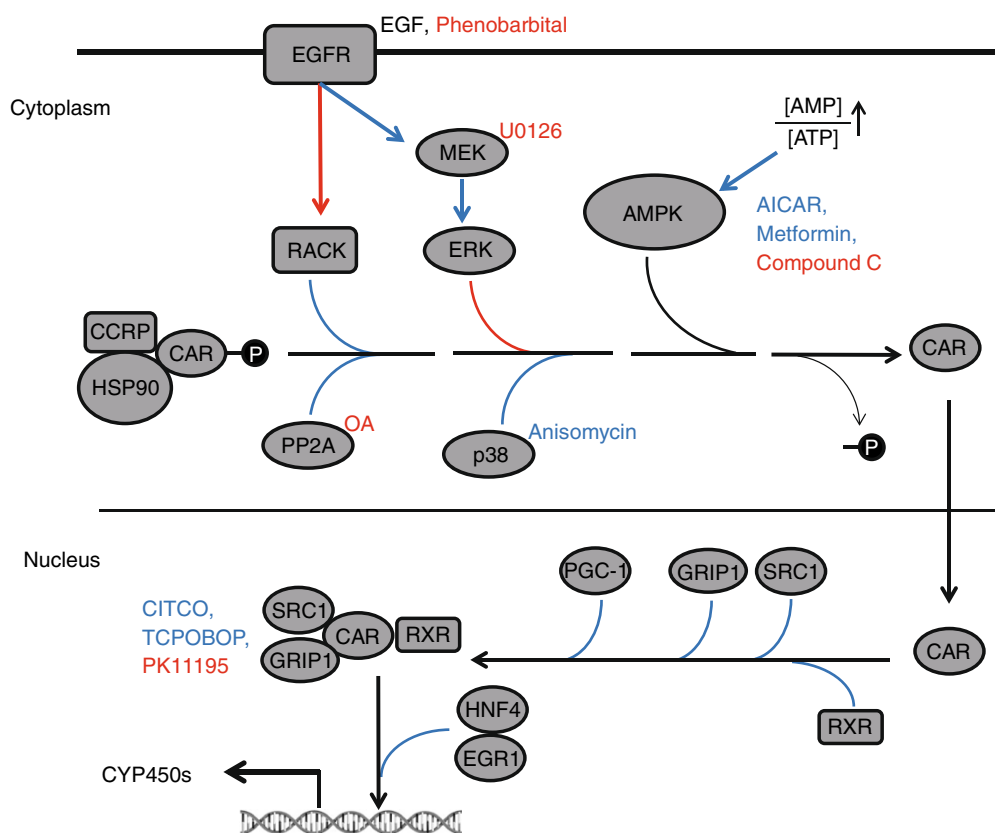 EGF, Phenobarbital
EGFR
Cytoplasm
[AMP]
[ATP]
U0126
MEK
AMPK
AICAR,
Metformin,
Compound C
RACK
ERK
CCRP
CAR
P
HSP90
CAR
OA
PP2A
Anisomycin
p38
P
Nucleus
PGC-1
GRIP1
SRC1
CITCO,
TCPOBOP,
PK11195
SRC1
CAR
RXR
GRIP1
CAR
HNF4
EGR1
RXR
CYP450s